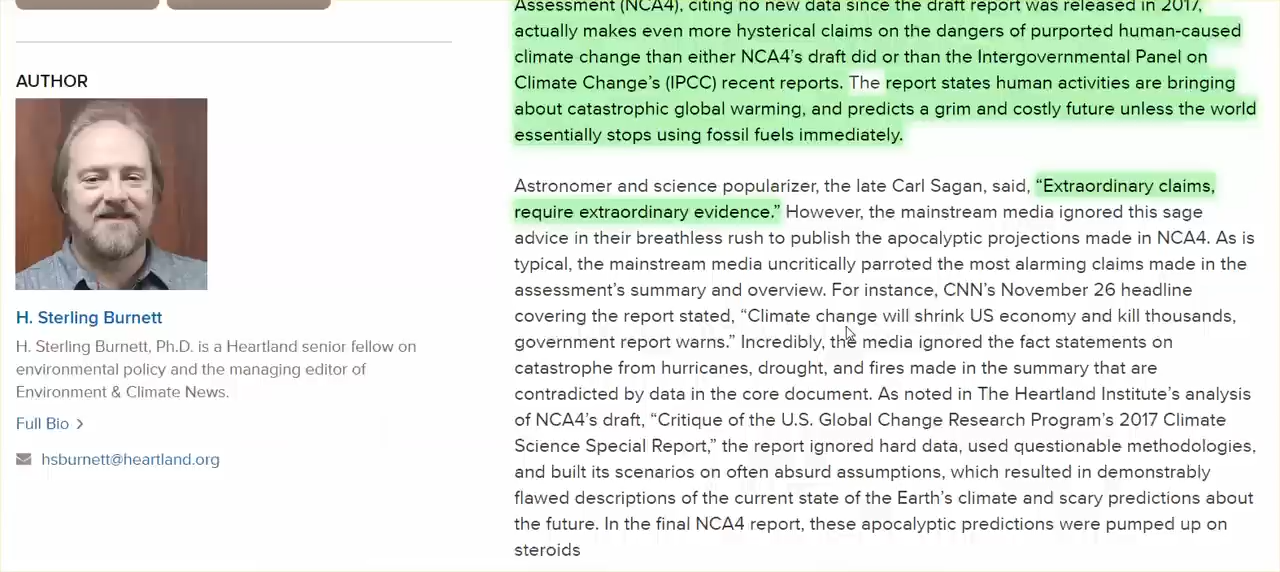 AUTHOR
H. Sterling Burnett
H. Sterling Burnett, Ph.D. is a Heartland senior fellow on
environmental policy and the managing editor of
Environment & Climate News.
Full Bio
hsburnett@heartland.org
Assessment (NCA4), citing no new data since the draft report was released in 2017,
actually makes even more hysterical claims on the dangers of purported human-caused
climate change than either NCA4’s draft did or than the Intergovernmental Panel on
Climate Change’s (IPCC) recent reports. The report states human activities are bringing
about catastrophic global warming, and predicts a grim and costly future unless the world
essentially stops using fossil fuels immediately.
Astronomer and science popularizer, the late Carl Sagan, said, “Extraordinary claims,
require extraordinary evidence.” However, the mainstream media ignored this sage
advice in their breathless rush to publish the apocalyptic projections made in NCA4. As is
typical, the mainstream media uncritically parroted the most alarming claims made in the
assessment’s summary and overview. For instance, CNN’s November 26 headline
covering the report stated, “Climate change will shrink US economy and kill thousands,
government report warns.” Incredibly, the media ignored the fact statements on
catastrophe from hurricanes, drought, and fires made in the summary that are
contradicted by data in the core document. As noted in The Heartland Institute’s analysis
of NCA4’s draft, “Critique of the U.S. Global Change Research Program’s 2017 Climate
Science Special Report,” the report ignored hard data, used questionable methodologies,
and built its scenarios on often absurd assumptions, which resulted in demonstrably
flawed descriptions of the current state of the Earth’s climate and scary predictions about
the future. In the final NCA4 report, these apocalyptic predictions were pumped up on
steroids